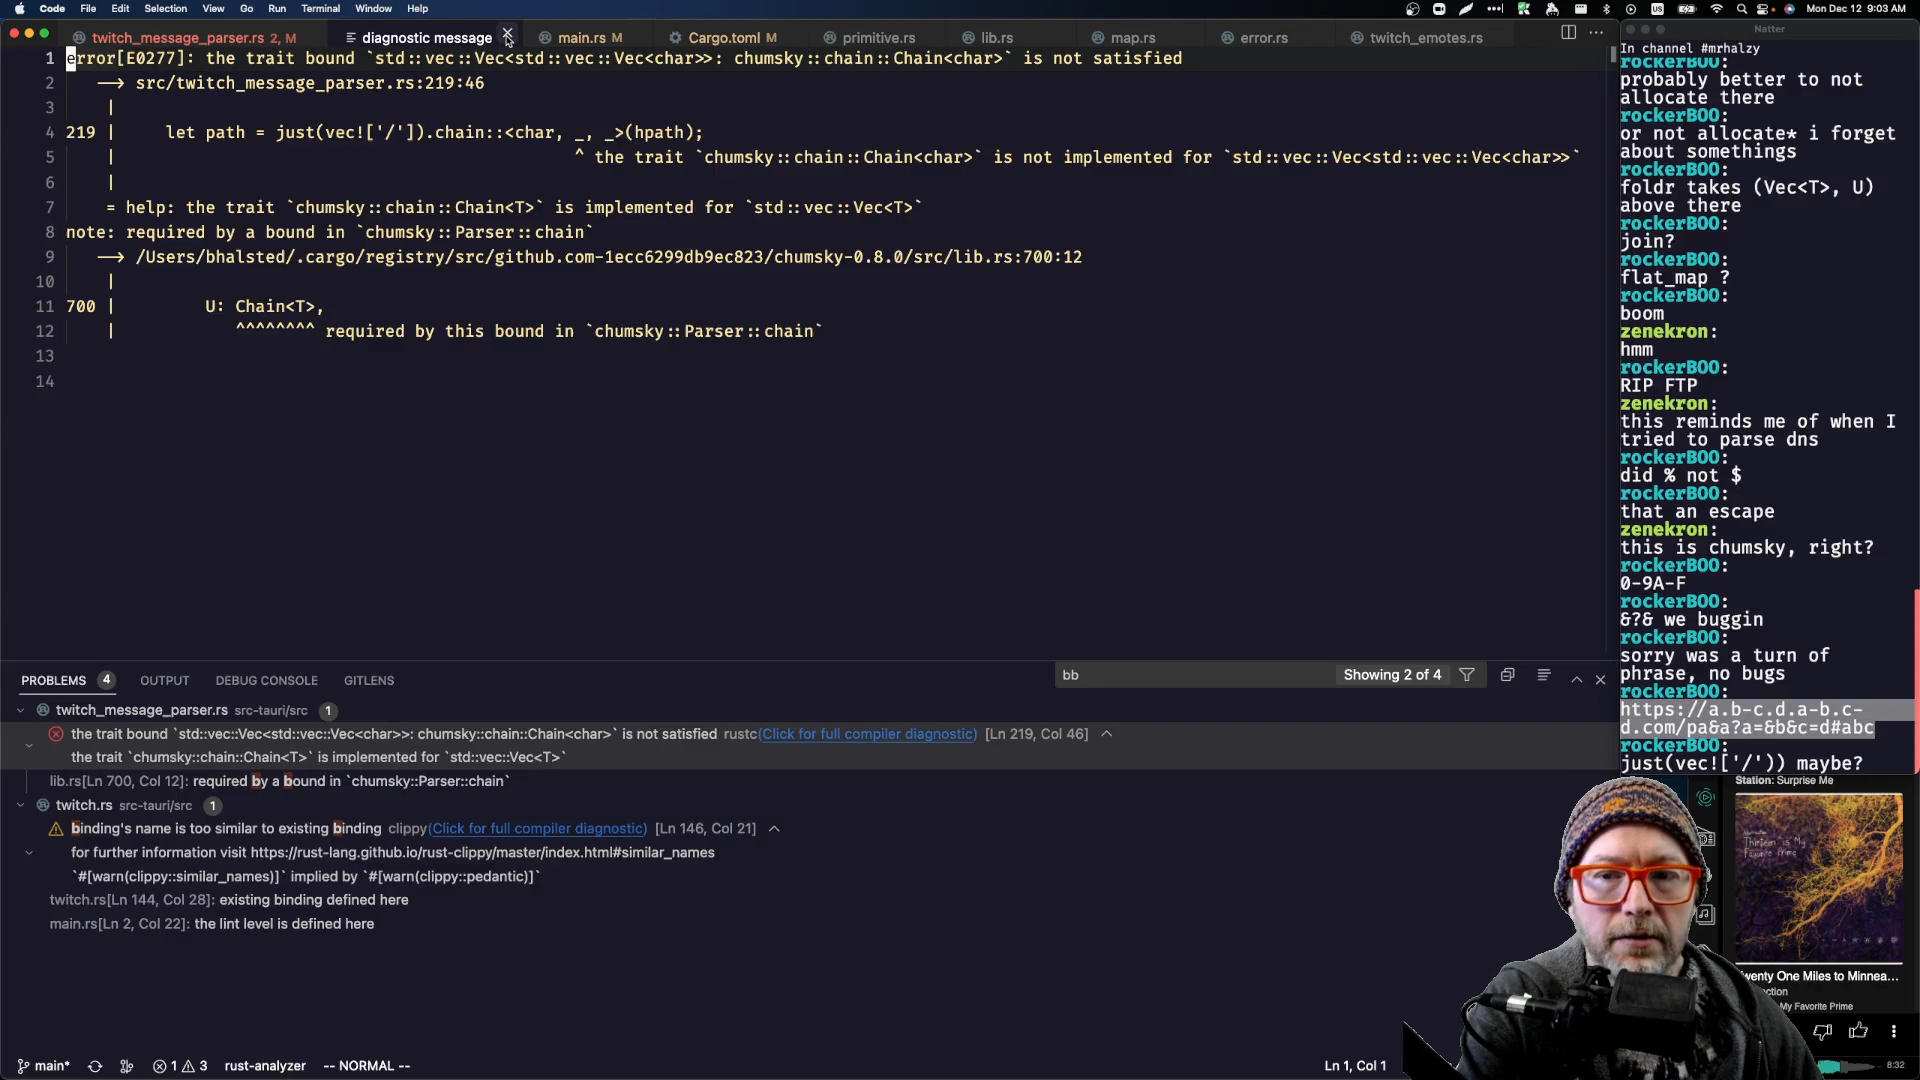 Code File Edit Selection View Go Run Terminal Window Help
Mon Dec 12 9:03 AM
twitch_message_parser.rs 2, M
diagnostic message
main.rs M
Cargo.toml M
primitive.rs
lib.rs
map.rs
error.rs
twitch_emotes.rs
1 error[E0277]: the trait bound `std::vec::Vec<std::vec::Vec<char>>: chumsky::chain::Chain<char>` is not satisfied
2 --> src/twitch_message_parser.rs:219:46
3 |
4 219 | let path = just(vec!['/']).chain::<char, _, _>(hpath);
5 | ^ the trait `chumsky::chain::Chain<char>` is not implemented for `std::vec::Vec<std::vec::Vec<char>>`
6 |
7 = help: the trait `chumsky::chain::Chain<T>` is implemented for `std::vec::Vec<T>`
8 note: required by a bound in `chumsky::Parser::chain`
9 --> /Users/bhalsted/.cargo/registry/src/github.com-1ecc6299db9ec823/chumsky-0.8.0/src/lib.rs:700:12
10 |
11 700 | U: Chain<T>,
12 | ^^^^^^^^ required by this bound in `chumsky::Parser::chain`
13
14
PROBLEMS 4 OUTPUT DEBUG CONSOLE GITLENS
bb
Showing 2 of 4
twitch_message_parser.rs src-tauri/src 1
the trait bound `std::vec::Vec<std::vec::Vec<char>>: chumsky::chain::Chain<char>` is not satisfied rustc(Click for full compiler diagnostic) [Ln 219, Col 46]
the trait `chumsky::chain::Chain<T>` is implemented for `std::vec::Vec<T>`
lib.rs[Ln 700, Col 12]: required by a bound in `chumsky::Parser::chain`
twitch.rs src-tauri/src 1
binding's name is too similar to existing binding clippy(Click for full compiler diagnostic) [Ln 146, Col 21]
for further information visit https://rust-lang.github.io/rust-clippy/master/index.html#similar_names
`#[warn(clippy::similar_names)]` implied by `#[warn(clippy::pedantic)]`
twitch.rs[Ln 144, Col 28]: existing binding defined here
main.rs[Ln 2, Col 22]: the lint level is defined here
main* 1 3 rust-analyzer -- NORMAL --
Ln 1, Col 1
Natter
In channel #mrhalzy
rockerBOO:
probably better to not
allocate there
rockerBOO:
or not allocate* i forget
about somethings
rockerBOO:
foldr takes (Vec<T>, U)
above there
rockerBOO:
join?
rockerBOO:
flat_map ?
rockerBOO:
boom
zenekron:
hmm
rockerBOO:
RIP FTP
zenekron:
this reminds me of when I
tried to parse dns
rockerBOO:
did % not $
rockerBOO:
that an escape
zenekron:
this is chumsky, right?
rockerBOO:
0-9A-F
rockerBOO:
&?& we buggin
rockerBOO:
sorry was a turn of
phrase, no bugs
rockerBOO:
https://a.b-c.d.a-b.c-
d.com/pa&a?a=&b&c=d#abc
rockerBOO:
just(vec!['/')) maybe?
Station: Surprise Me
Thirteen is My
Favorite Prime
wenty One Miles to Minnea...
My Favorite Prime
8:32